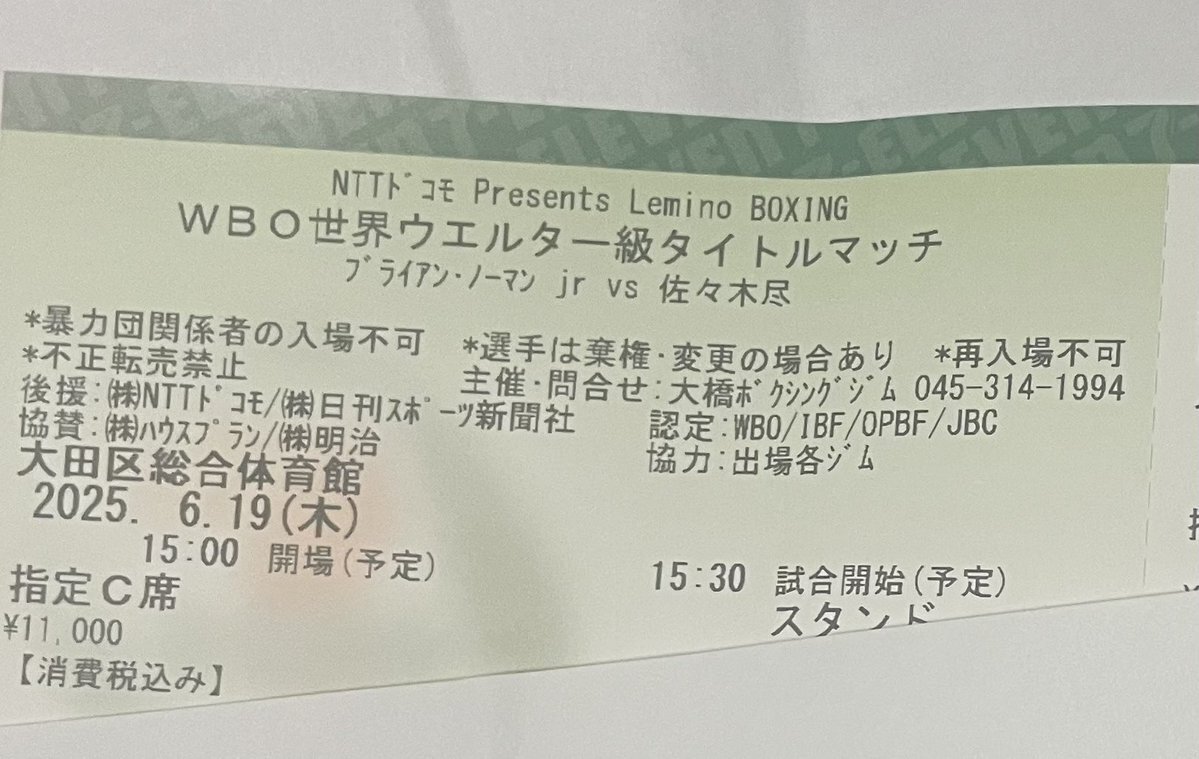 7-ELEVEN
NTTﾄﾞｺﾓ Presents Lemino BOXING
WBO世界ウエルター級タイトルマッチ
ﾌﾞﾗｲｱﾝ･ﾉｰﾏﾝ jr vs 佐々木尽
*暴力団関係者の入場不可 *選手は棄権･変更の場合あり *再入場不可
*不正転売禁止 主催･問合せ:大橋ﾎﾞｸｼﾝｸﾞｼﾞﾑ 045-314-1994
後援:㈱NTTﾄﾞｺﾓ/㈱日刊ｽﾎﾟｰﾂ新聞社 認定:WBO/IBF/OPBF/JBC
協賛:㈱ﾊｳｽﾌﾟﾗﾝ/㈱明治 協力:出場各ｼﾞﾑ
大田区総合体育館
2025. 6.19(木)
15:00 開場(予定) 15:30 試合開始(予定)
指定C席 スタンド
¥11,000
【消費税込み】